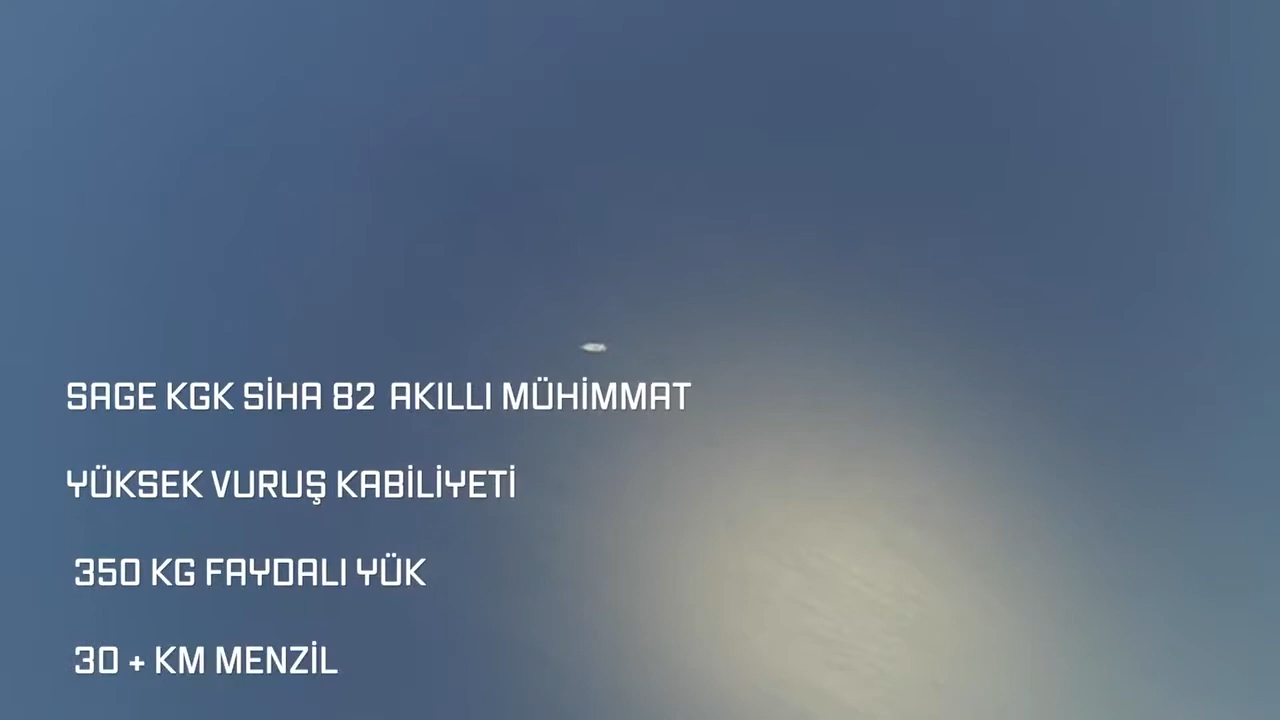 SAGE KGK SİHA 82 AKILLI MÜHİMMAT
YÜKSEK VURUŞ KABİLİYETİ
350 KG FAYDALI YÜK
30 + KM MENZİL